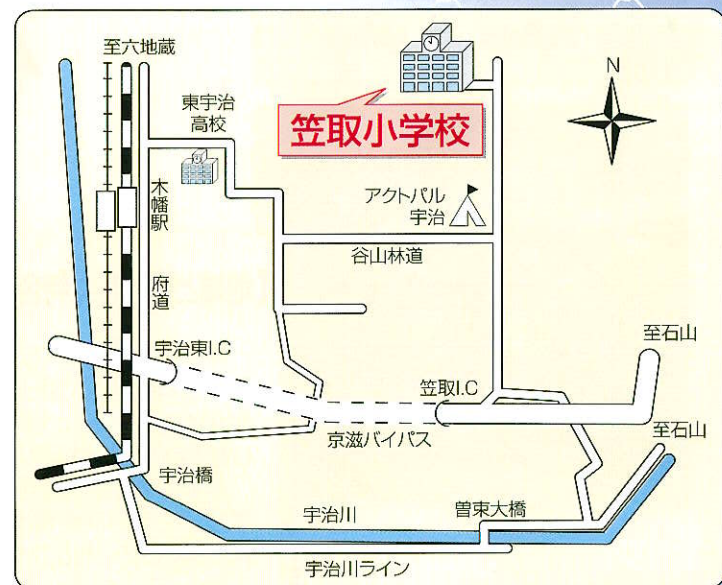 至六地蔵
東宇治
高校
笠取小学校
N
木幡駅
アクトパル
宇治
谷山林道
府道
宇治東I.C
至石山
笠取I.C
京滋バイパス
至石山
宇治橋
宇治川
曽束大橋
宇治川ライン